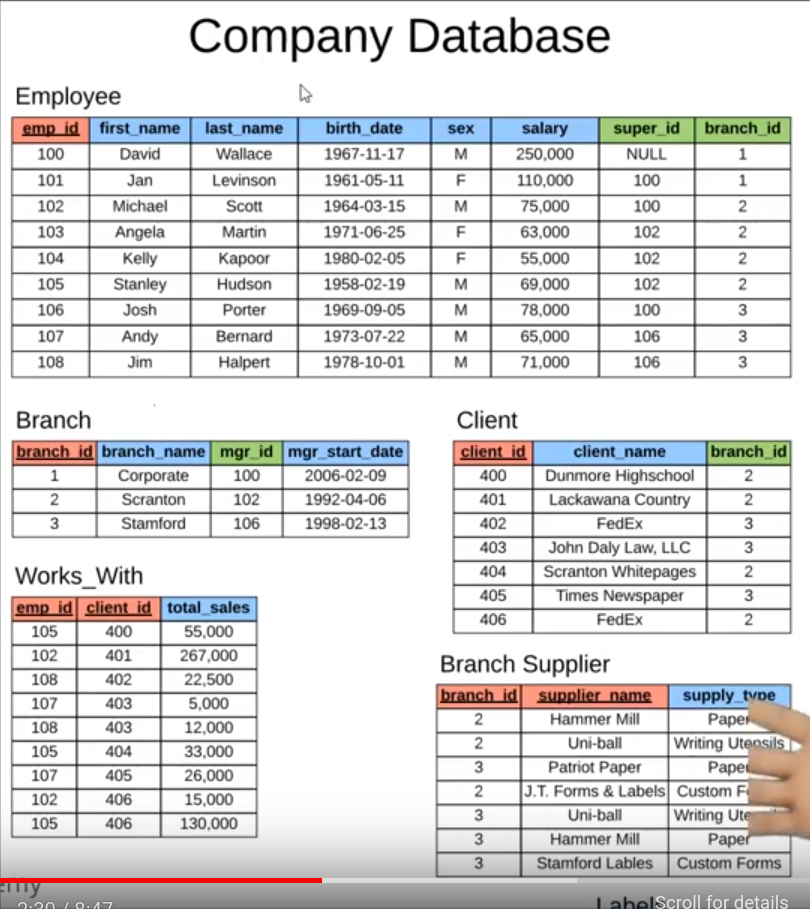 Company Database
Employee
emp_id first_name last_name birth_date sex salary super_id branch_id
100 David Wallace 1967-11-17 M 250,000 NULL 1
101 Jan Levinson 1961-05-11 F 110,000 100 1
102 Michael Scott 1964-03-15 M 75,000 100 2
103 Angela Martin 1971-06-25 F 63,000 102 2
104 Kelly Kapoor 1980-02-05 F 55,000 102 2
105 Stanley Hudson 1958-02-19 M 69,000 102 2
106 Josh Porter 1969-09-05 M 78,000 100 3
107 Andy Bernard 1973-07-22 M 65,000 106 3
108 Jim Halpert 1978-10-01 M 71,000 106 3
Branch
branch_id branch_name mgr_id mgr_start_date
1 Corporate 100 2006-02-09
2 Scranton 102 1992-04-06
3 Stamford 106 1998-02-13
Client
client_id client_name branch_id
400 Dunmore Highschool 2
401 Lackawana Country 2
402 FedEx 3
403 John Daly Law, LLC 3
404 Scranton Whitepages 2
405 Times Newspaper 3
406 FedEx 2
Works_With
emp_id client_id total_sales
105 400 55,000
102 401 267,000
108 402 22,500
107 403 5,000
108 403 12,000
105 404 33,000
107 405 26,000
102 406 15,000
105 406 130,000
Branch Supplier
branch_id supplier_name supply_type
2 Hammer Mill Paper
2 Uni-ball Writing Utensils
3 Patriot Paper Paper
2 J.T. Forms & Labels Custom
3 Uni-ball Writing
3 Hammer Mill Paper
3 Stamford Lables Custom Forms
2:30 / 8:47
Scroll for details